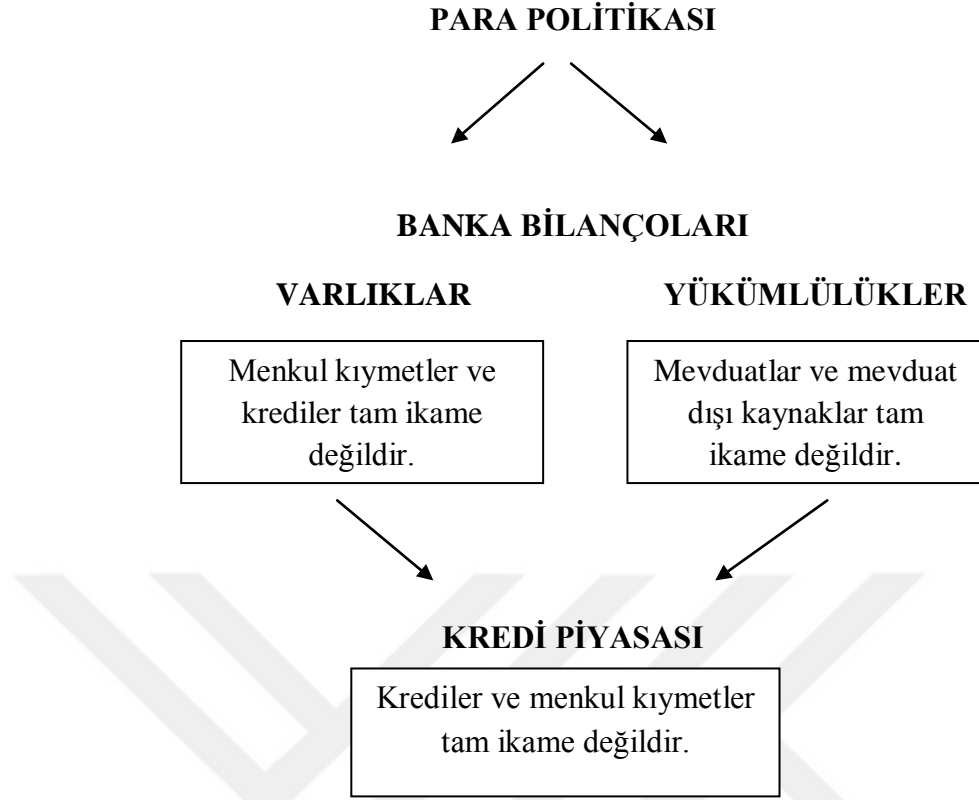 PARA POLİTİKASI
BANKA BİLANÇOLARI
VARLIKLAR
YÜKÜMLÜLÜKLER
Menkul kıymetler ve
krediler tam ikame
değildir.
Mevduatlar ve mevduat
dışı kaynaklar tam
ikame değildir.
KREDİ PİYASASI
Krediler ve menkul kıymetler
tam ikame değildir.